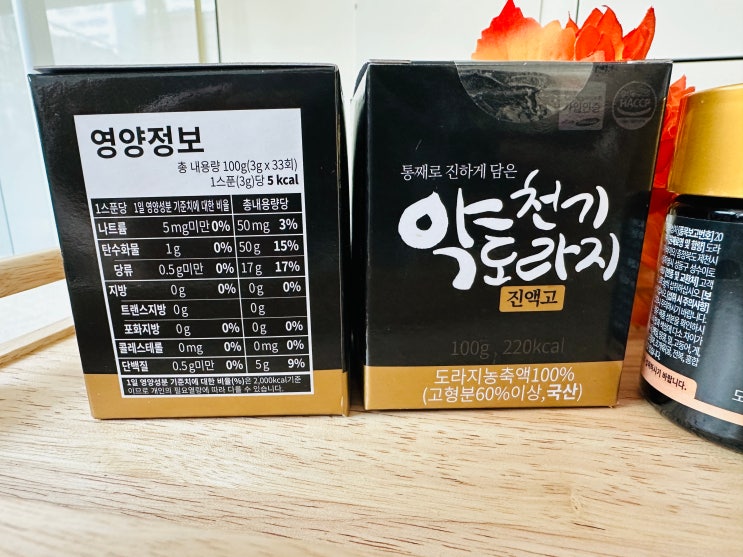 영양정보
총 내용량 100g(3g x 33회)
1스푼(3g)당 5 kcal
1스푼당 1일 영양성분 기준치에 대한 비율 총내용량당
나트륨 5mg미만 0% 50mg 3%
탄수화물 1g 0% 50g 15%
당류 0.5g미만 0% 17g 17%
지방 0g 0% 0g 0%
트랜스지방 0g 0g
포화지방 0g 0% 0g 0%
콜레스테롤 0mg 0% 0mg 0%
단백질 0.5g미만 0% 5g 9%
1일 영양성분 기준치에 대한 비율(%)은 2,000kcal기준
이므로 개인의 필요열량에 따라 다를 수 있습니다.
HACCP
통째로 진하게 담은
약도라지
천기
진액고
100g, 220kcal
도라지농축액100%
(고형분60%이상,국산)